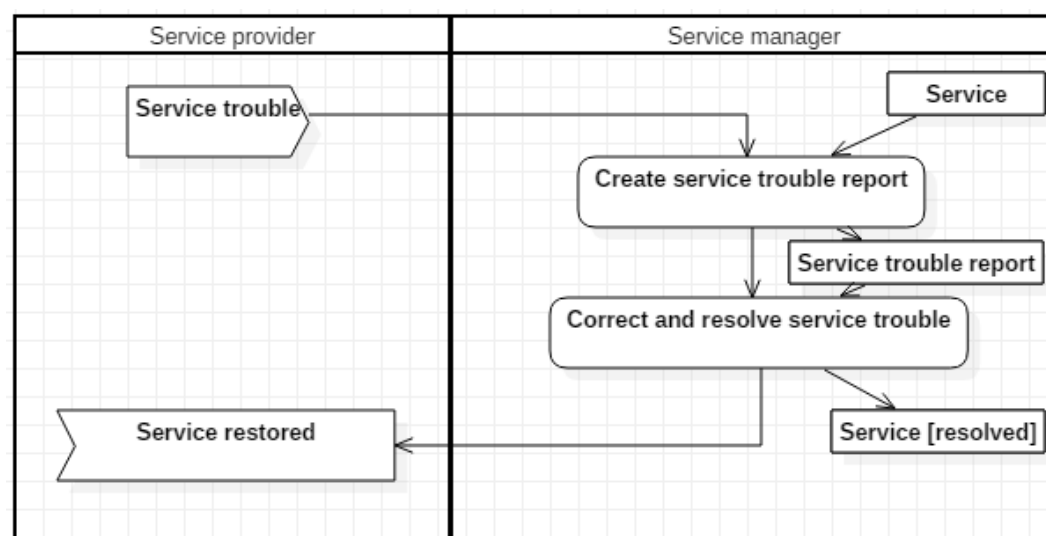 Service provider
Service manager
Service trouble
Service
Create service trouble report
Service trouble report
Correct and resolve service trouble
Service restored
Service [resolved]